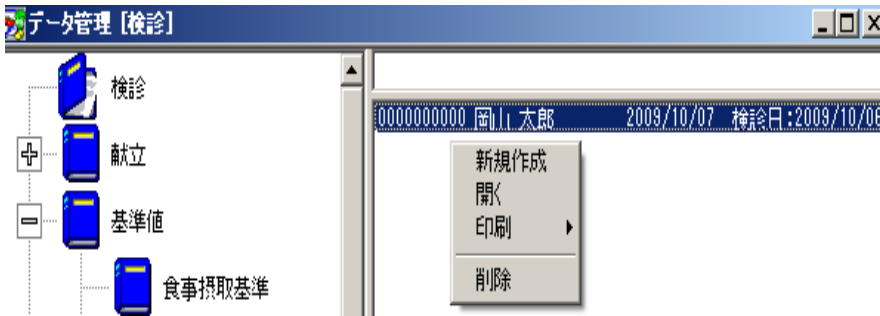 データ管理 [検診]
検診
献立
基準値
食事摂取基準
0000000000 岡山 太郎 2009/10/07 検診日:2009/10/06
新規作成
開く
印刷
削除